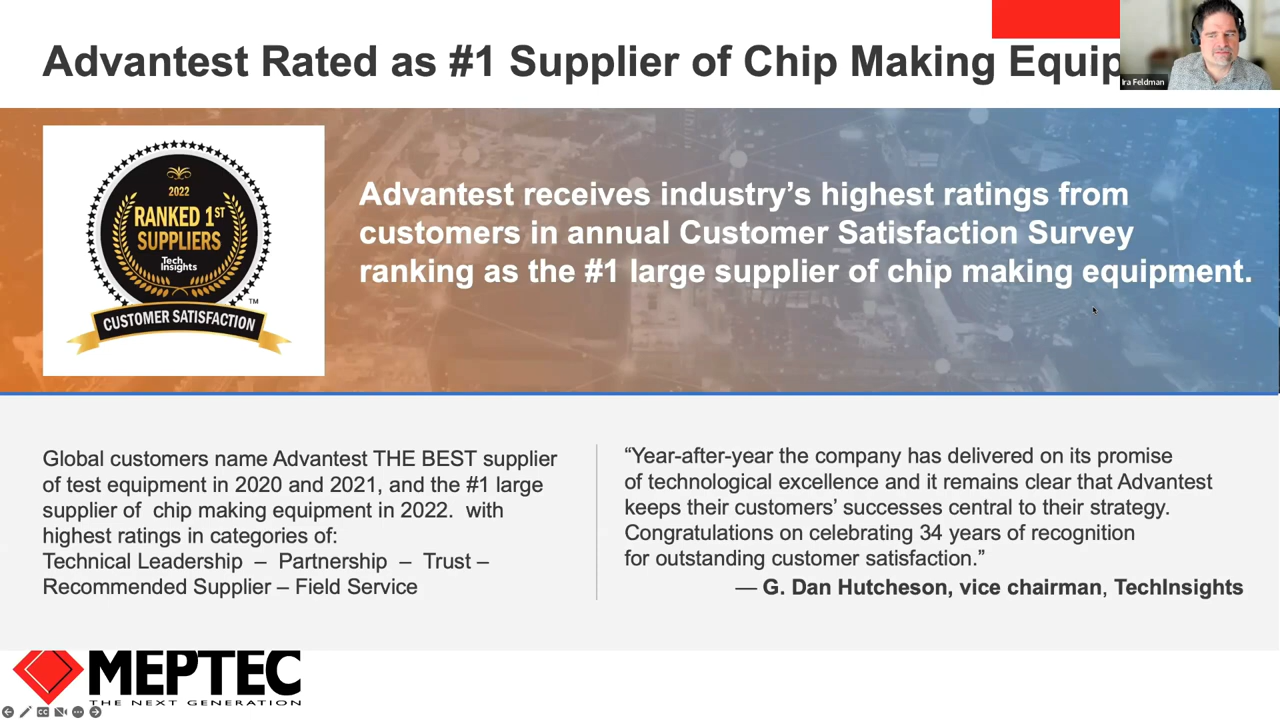 Advantest Rated as #1 Supplier of Chip Making Equip
Ira Feldman
2022
RANKED 1ST
SUPPLIERS
Tech
Insights
TM
CUSTOMER SATISFACTION
Advantest receives industry’s highest ratings from
customers in annual Customer Satisfaction Survey
ranking as the #1 large supplier of chip making equipment.
Global customers name Advantest THE BEST supplier
of test equipment in 2020 and 2021, and the #1 large
supplier of  chip making equipment in 2022.  with
highest ratings in categories of:
Technical Leadership  –  Partnership  –  Trust –
Recommended Supplier – Field Service
“Year-after-year the company has delivered on its promise
of technological excellence and it remains clear that Advantest
keeps their customers’ successes central to their strategy.
Congratulations on celebrating 34 years of recognition
for outstanding customer satisfaction.”
— G. Dan Hutcheson, vice chairman, TechInsights
MEPTEC
THE NEXT GENERATION